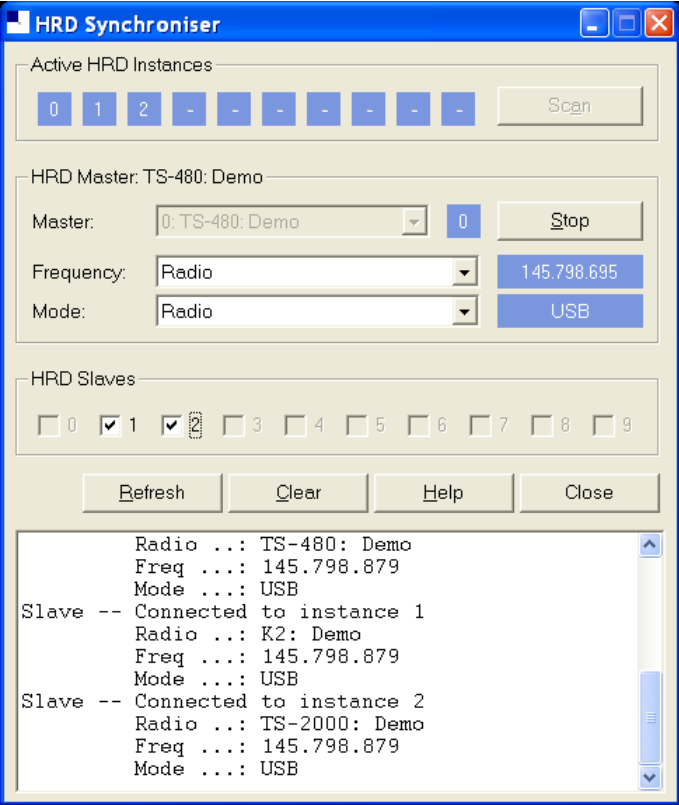 HRD Synchroniser
Active HRD Instances
0 1 2 - - - - - - - Scan
HRD Master: TS-480: Demo
Master: 0: TS-480: Demo 0 Stop
Frequency: Radio 145.798.695
Mode: Radio USB
HRD Slaves
0 1 2 3 4 5 6 7 8 9
Refresh Clear Help Close
Radio ..: TS-480: Demo
Freq ...: 145.798.879
Mode ...: USB
Slave -- Connected to instance 1
Radio ..: K2: Demo
Freq ...: 145.798.879
Mode ...: USB
Slave -- Connected to instance 2
Radio ..: TS-2000: Demo
Freq ...: 145.798.879
Mode ...: USB